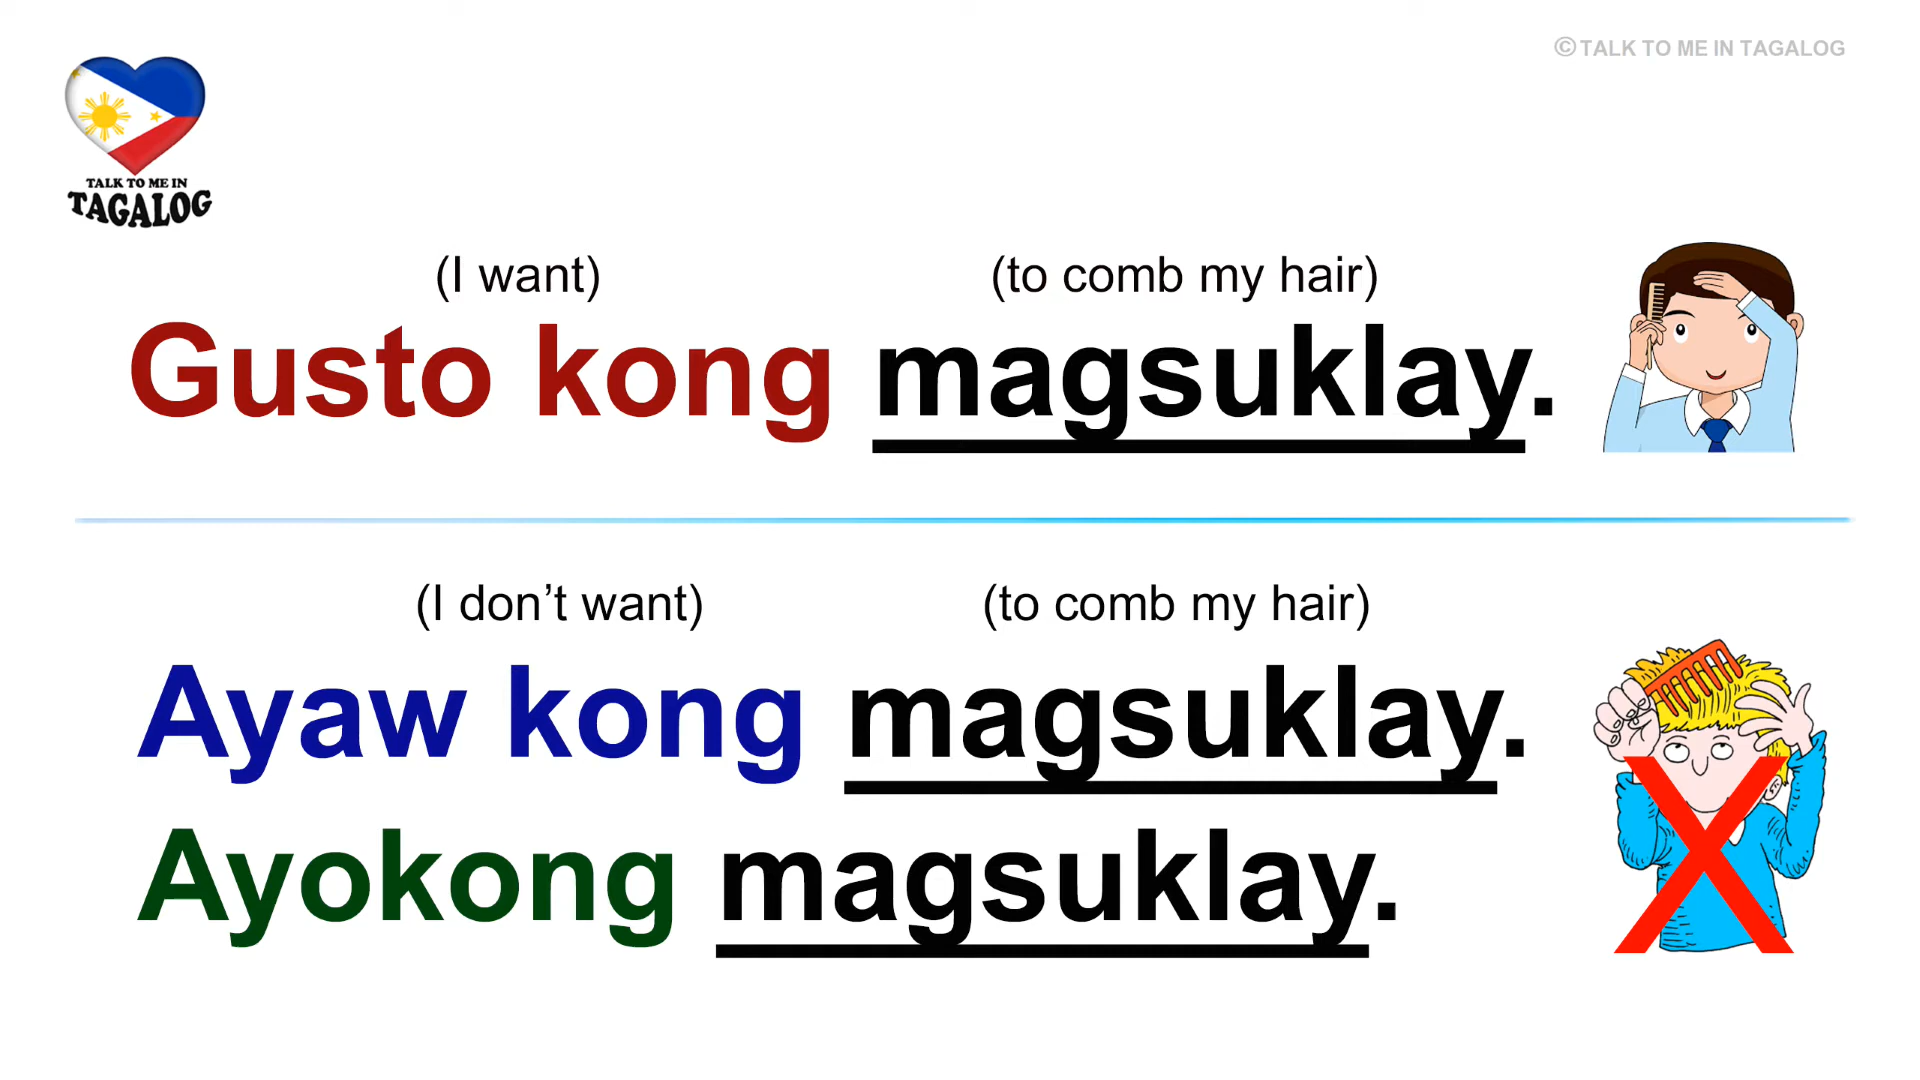 © TALK TO ME IN TAGALOG
TALK TO ME IN
TAGALOG
(I want) (to comb my hair)
Gusto kong magsuklay.
(I don’t want) (to comb my hair)
Ayaw kong magsuklay.
Ayokong magsuklay.